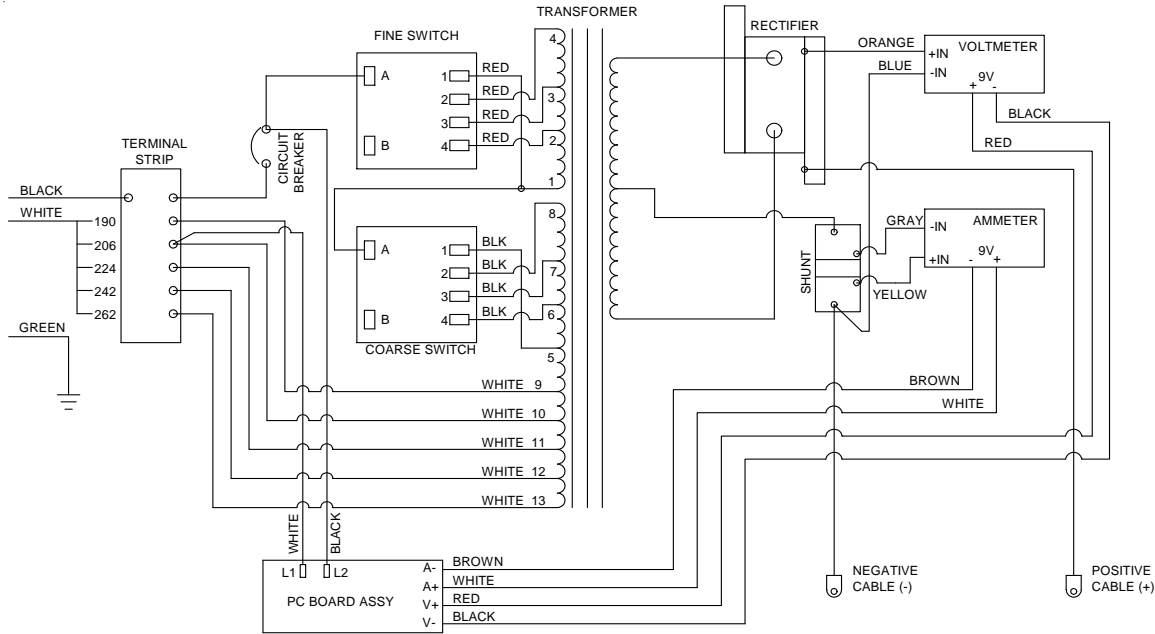 TRANSFORMER
FINE SWITCH
RECTIFIER
ORANGE
VOLTMETER
+IN
BLUE
-IN
9V
+ -
BLACK
RED
A
B
1
2
3
4
RED
RED
RED
RED
4
3
2
1
CIRCUIT
BREAKER
TERMINAL
STRIP
BLACK
WHITE
190
206
224
242
262
GREEN
A
B
1
2
3
4
BLK
BLK
BLK
BLK
COARSE SWITCH
8
7
6
5
SHUNT
GRAY
YELLOW
AMMETER
-IN
+IN
9V
- +
BROWN
WHITE
WHITE 9
WHITE 10
WHITE 11
WHITE 12
WHITE 13
WHITE
BLACK
L1
L2
PC BOARD ASSY
A-
A+
V+
V-
BROWN
WHITE
RED
BLACK
NEGATIVE
CABLE (-)
POSITIVE
CABLE (+)